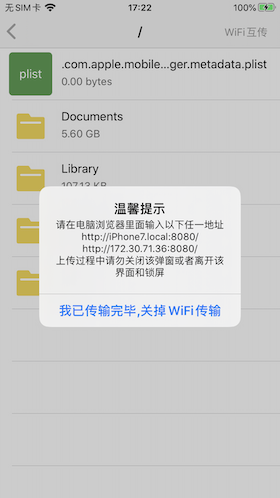 无SIM卡
17:22
100%
/
WiFi互传
plist
.com.apple.mobile...ger.metadata.plist
0.00 bytes
Documents
5.60 GB
Library
107.13 KB
温馨提示
请在电脑浏览器里面输入以下任一地址
http://iPhone7.local:8080/
http://172.30.71.36:8080/
上传过程中请勿关闭该弹窗或者离开该
界面和锁屏
我已传输完毕,关掉WiFi传输